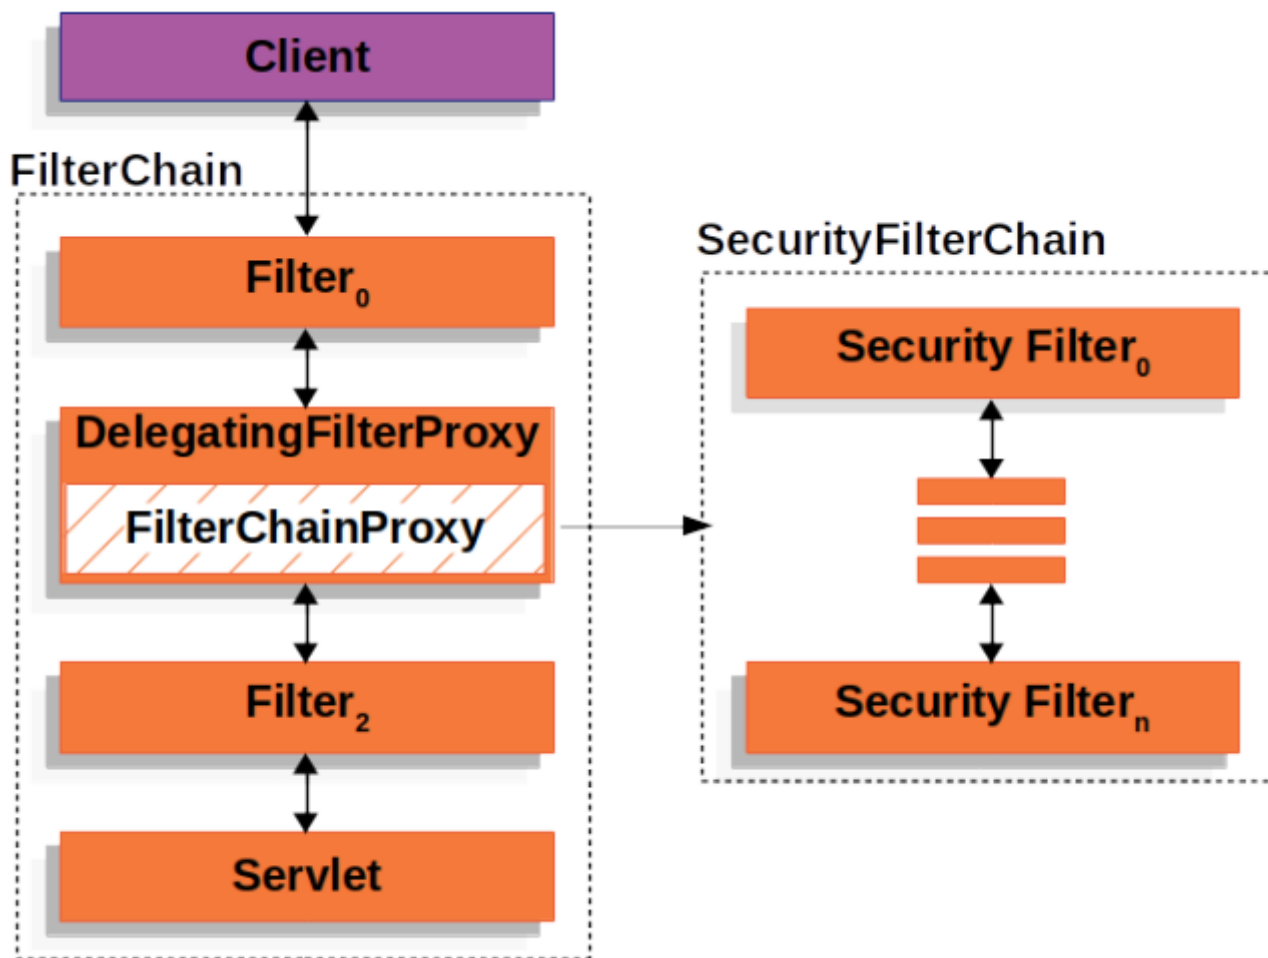 Client
FilterChain
Filter₀
DelegatingFilterProxy
FilterChainProxy
Filter₂
Servlet
SecurityFilterChain
Security Filter₀
Security Filterₙ